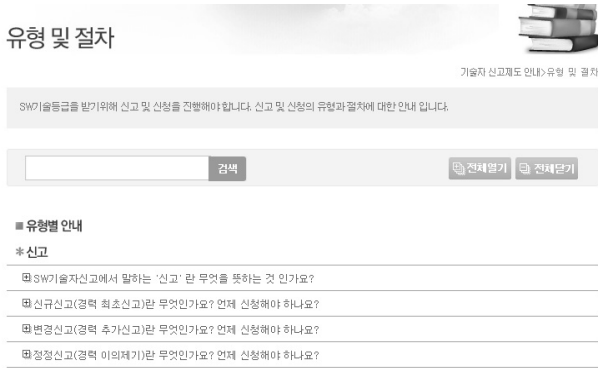 유형 및 절차
기술자 신고제도 안내>유형 및 절차
SW기술등급을 받기위해 신고 및 신청을 진행해야 합니다. 신고 및 신청의 유형과 절차에 대한 안내 입니다.
검색 전체열기 전체닫기
유형별 안내
신고
SW기술자신고에서 말하는 '신고' 란 무엇을 뜻하는 것 인가요?
신규신고(경력 최초신고)란 무엇인가요? 언제 신청해야 하나요?
변경신고(경력 추가신고)란 무엇인가요? 언제 신청해야 하나요?
정정신고(경력 이의제기)란 무엇인가요? 언제 신청해야 하나요?